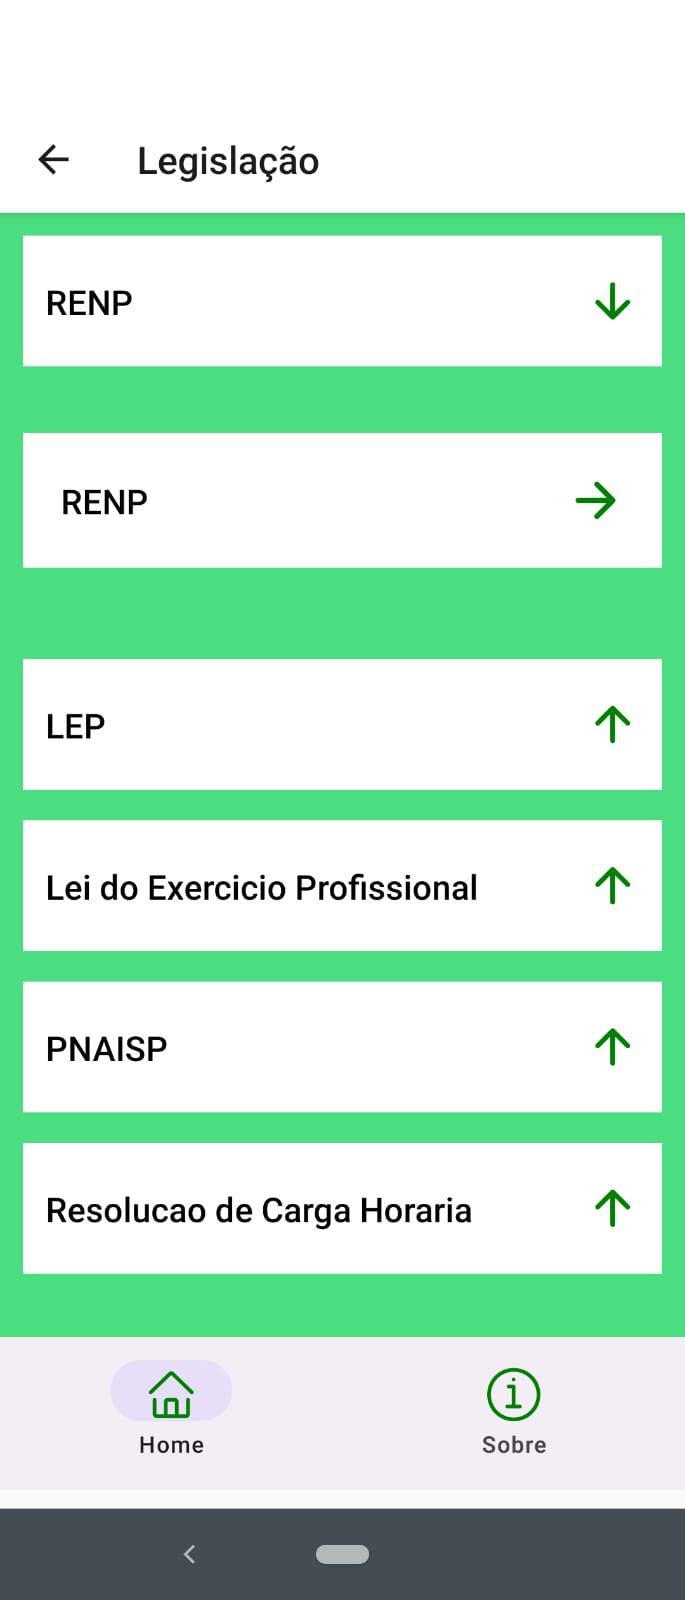 Legislação
RENP
RENP
LEP
Lei do Exercicio Profissional
PNAISP
Resolucao de Carga Horaria
Home
Sobre